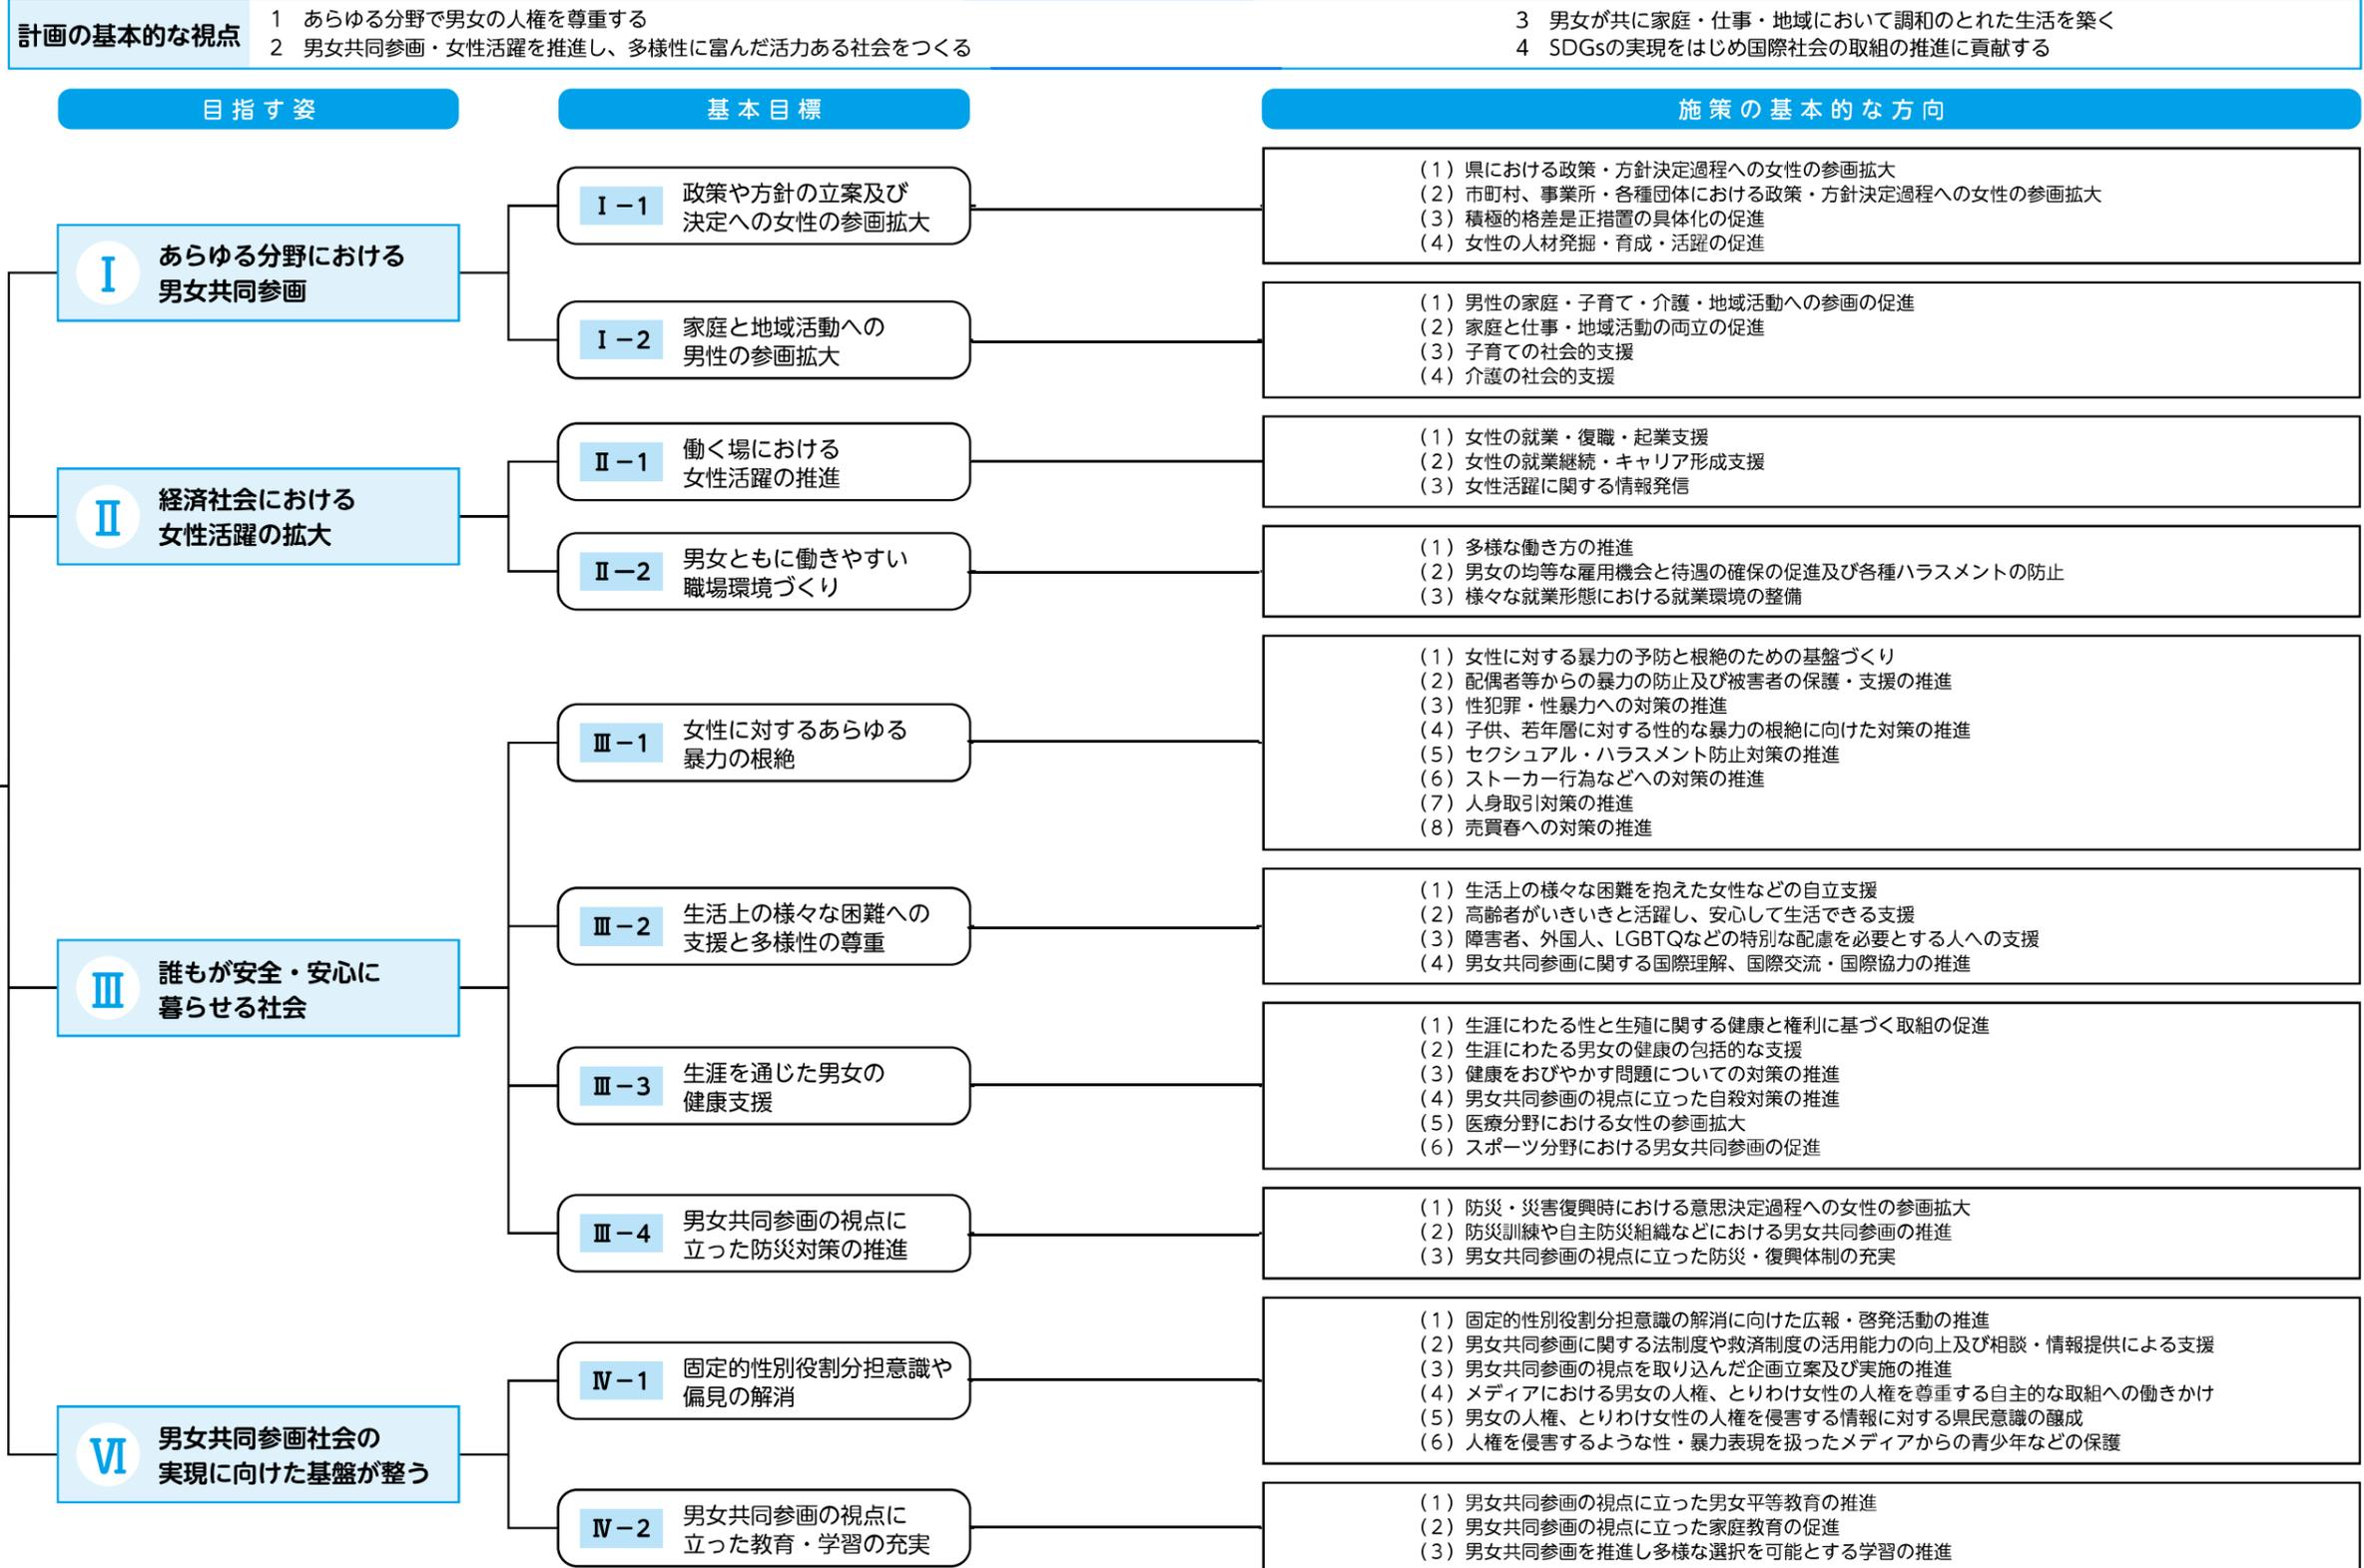 計画の基本的な視点
1 あらゆる分野で男女の人権を尊重する
2 男女共同参画・女性活躍を推進し、多様性に富んだ活力ある社会をつくる
3 男女が共に家庭・仕事・地域において調和のとれた生活を築く
4 SDGsの実現をはじめ国際社会の取組の推進に貢献する
目指す姿
基本目標
施策の基本的な方向
Ⅰ
あらゆる分野における
男女共同参画
Ⅰ－1
政策や方針の立案及び
決定への女性の参画拡大
（1）県における政策・方針決定過程への女性の参画拡大
（2）市町村、事業所・各種団体における政策・方針決定過程への女性の参画拡大
（3）積極的格差是正措置の具体化の促進
（4）女性の人材発掘・育成・活躍の促進
Ⅰ－2
家庭と地域活動への
男性の参画拡大
（1）男性の家庭・子育て・介護・地域活動への参画の促進
（2）家庭と仕事・地域活動の両立の促進
（3）子育ての社会的支援
（4）介護の社会的支援
Ⅱ
経済社会における
女性活躍の拡大
Ⅱ－1
働く場における
女性活躍の推進
（1）女性の就業・復職・起業支援
（2）女性の就業継続・キャリア形成支援
（3）女性活躍に関する情報発信
Ⅱ－2
男女ともに働きやすい
職場環境づくり
（1）多様な働き方の推進
（2）男女の均等な雇用機会と待遇の確保の促進及び各種ハラスメントの防止
（3）様々な就業形態における就業環境の整備
Ⅲ
誰もが安全・安心に
暮らせる社会
Ⅲ－1
女性に対するあらゆる
暴力の根絶
（1）女性に対する暴力の予防と根絶のための基盤づくり
（2）配偶者等からの暴力の防止及び被害者の保護・支援の推進
（3）性犯罪・性暴力への対策の推進
（4）子供、若年層に対する性的な暴力の根絶に向けた対策の推進
（5）セクシュアル・ハラスメント防止対策の推進
（6）ストーカー行為などへの対策の推進
（7）人身取引対策の推進
（8）売買春への対策の推進
Ⅲ－2
生活上の様々な困難への
支援と多様性の尊重
（1）生活上の様々な困難を抱えた女性などの自立支援
（2）高齢者がいきいきと活躍し、安心して生活できる支援
（3）障害者、外国人、LGBTQなどの特別な配慮を必要とする人への支援
（4）男女共同参画に関する国際理解、国際交流・国際協力の推進
Ⅲ－3
生涯を通じた男女の
健康支援
（1）生涯にわたる性と生殖に関する健康と権利に基づく取組の促進
（2）生涯にわたる男女の健康の包括的な支援
（3）健康をおびやかす問題についての対策の推進
（4）男女共同参画の視点に立った自殺対策の推進
（5）医療分野における女性の参画拡大
（6）スポーツ分野における男女共同参画の促進
Ⅲ－4
男女共同参画の視点に
立った防災対策の推進
（1）防災・災害復興時における意思決定過程への女性の参画拡大
（2）防災訓練や自主防災組織などにおける男女共同参画の推進
（3）男女共同参画の視点に立った防災・復興体制の充実
Ⅵ
男女共同参画社会の
実現に向けた基盤が整う
Ⅳ－1
固定的性別役割分担意識や
偏見の解消
（1）固定的性別役割分担意識の解消に向けた広報・啓発活動の推進
（2）男女共同参画に関する法制度や救済制度の活用能力の向上及び相談・情報提供による支援
（3）男女共同参画の視点を取り込んだ企画立案及び実施の推進
（4）メディアにおける男女の人権、とりわけ女性の人権を尊重する自主的な取組への働きかけ
（5）男女の人権、とりわけ女性の人権を侵害する情報に対する県民意識の醸成
（6）人権を侵害するような性・暴力表現を扱ったメディアからの青少年などの保護
Ⅳ－2
男女共同参画の視点に
立った教育・学習の充実
（1）男女共同参画の視点に立った男女平等教育の推進
（2）男女共同参画の視点に立った家庭教育の促進
（3）男女共同参画を推進し多様な選択を可能とする学習の推進